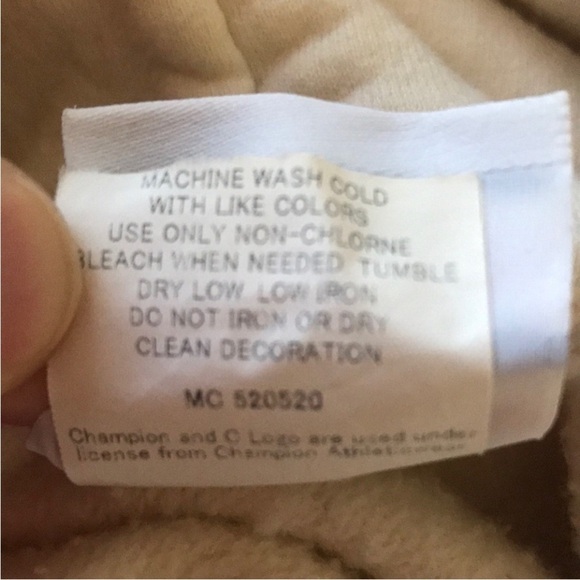 MACHINE WASH COLD
WITH LIKE COLORS
USE ONLY NON-CHLORNE
BLEACH WHEN NEEDED TUMBLE
DRY LOW LOW IRON
DO NOT IRON OR DRY
CLEAN DECORATION
MC 520520
Champion and C Logo are used under
license from Champion Athleticwear